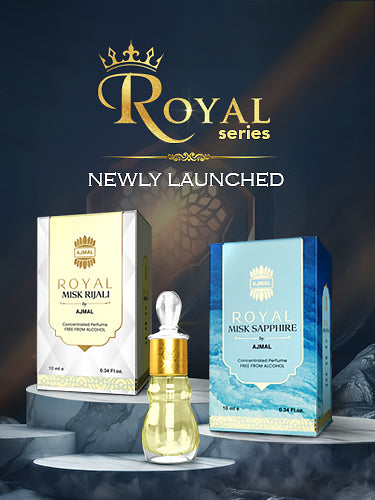 ROYAL
series
NEWLY LAUNCHED
AJMAL
ROYAL
MISK RIJALI
by
AJMAL
Concentrated Perfume
FREE FROM ALCOHOL
10 ml e
0.34 Fl.oz.
AJMAL
ROYAL
MISK SAPPHIRE
by
AJMAL
Concentrated Perfume
FREE FROM ALCOHOL
10 ml e
0.34 Fl.oz.